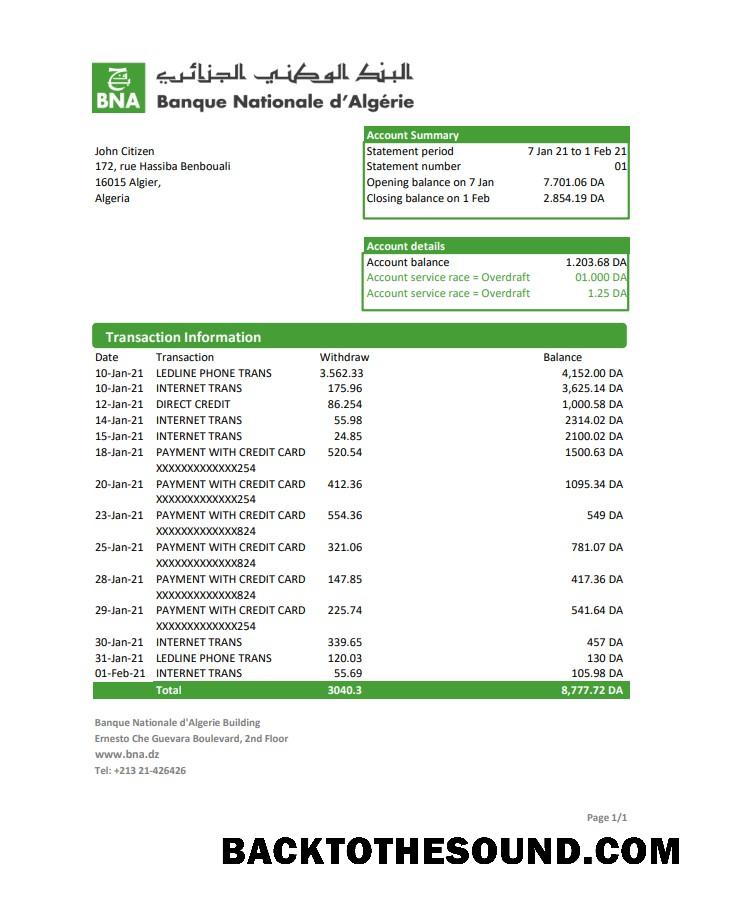 البنك الوطني الجزائري
BNA
Banque Nationale d'Algérie
John Citizen
172, rue Hassiba Benbouali
16015 Algier,
Algeria
Account Summary
Statement period 7 Jan 21 to 1 Feb 21
Statement number 01
Opening balance on 7 Jan 7.701.06 DA
Closing balance on 1 Feb 2.854.19 DA
Account details
Account balance 1.203.68 DA
Account service race = Overdraft 01.000 DA
Account service race = Overdraft 1.25 DA
Transaction Information
Date Transaction Withdraw Balance
10-Jan-21 LEDLINE PHONE TRANS 3.562.33 4,152.00 DA
10-Jan-21 INTERNET TRANS 175.96 3,625.14 DA
12-Jan-21 DIRECT CREDIT 86.254 1,000.58 DA
14-Jan-21 INTERNET TRANS 55.98 2314.02 DA
15-Jan-21 INTERNET TRANS 24.85 2100.02 DA
18-Jan-21 PAYMENT WITH CREDIT CARD 520.54 1500.63 DA
XXXXXXXXXXXXX254
20-Jan-21 PAYMENT WITH CREDIT CARD 412.36 1095.34 DA
XXXXXXXXXXXXX254
23-Jan-21 PAYMENT WITH CREDIT CARD 554.36 549 DA
XXXXXXXXXXXXX824
25-Jan-21 PAYMENT WITH CREDIT CARD 321.06 781.07 DA
XXXXXXXXXXXXX824
28-Jan-21 PAYMENT WITH CREDIT CARD 147.85 417.36 DA
XXXXXXXXXXXXX824
29-Jan-21 PAYMENT WITH CREDIT CARD 225.74 541.64 DA
XXXXXXXXXXXXX254
30-Jan-21 INTERNET TRANS 339.65 457 DA
31-Jan-21 LEDLINE PHONE TRANS 120.03 130 DA
01-Feb-21 INTERNET TRANS 55.69 105.98 DA
Total 3040.3 8,777.72 DA
Banque Nationale d'Algerie Building
Ernesto Che Guevara Boulevard, 2nd Floor
www.bna.dz
Tel: +213 21-426426
Page 1/1
BACKTOTHESOUND.COM